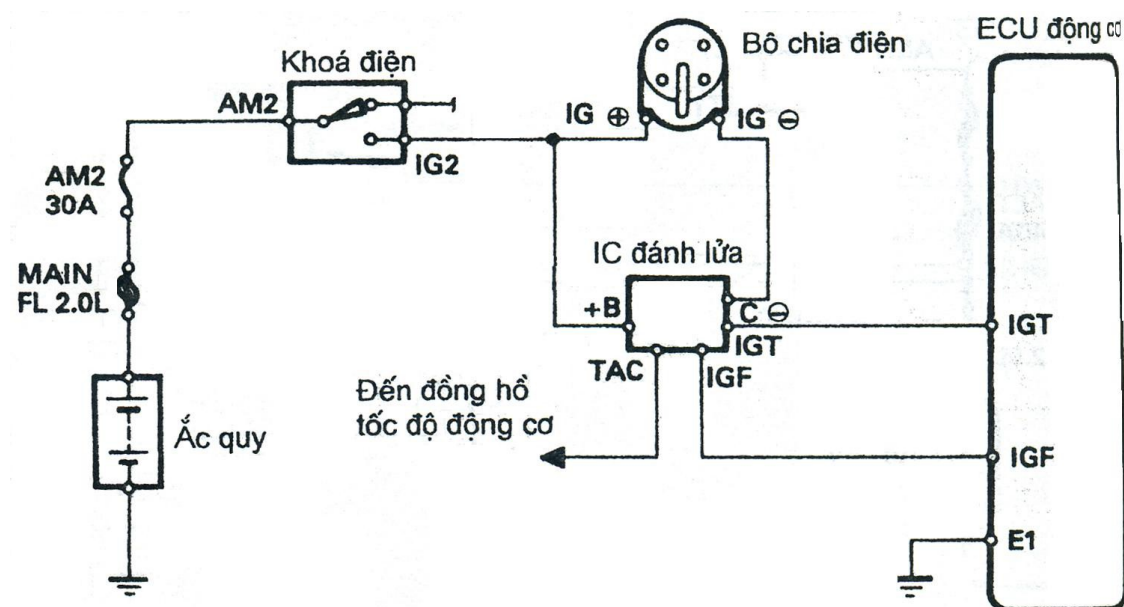 ECU động cơ
Bô chia điện
Khoá điện
AM2
IG ⊕
IG ⊖
IG2
AM2
30A
IC đánh lửa
MAIN
FL 2.0L
+B
C ⊖
IGT
IGT
TAC
IGF
Đến đồng hồ
tốc độ động cơ
Ắc quy
IGF
E1